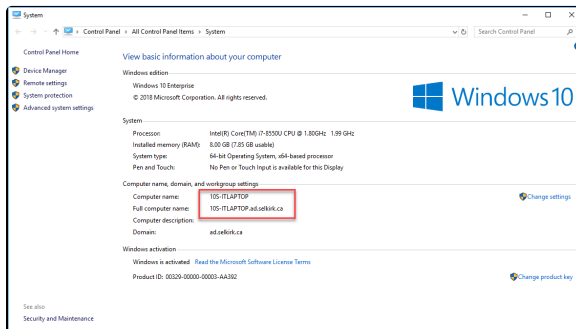 System
Control Panel > All Control Panel Items > System
Search Control Panel
Control Panel Home
Device Manager
Remote settings
System protection
Advanced system settings
See also
Security and Maintenance
View basic information about your computer
Windows edition
Windows 10 Enterprise
© 2018 Microsoft Corporation. All rights reserved.
Windows 10
System
Processor: Intel(R) Core(TM) i7-8550U CPU @ 1.80GHz 1.99 GHz
Installed memory (RAM): 8.00 GB (7.85 GB usable)
System type: 64-bit Operating System, x64-based processor
Pen and Touch: No Pen or Touch Input is available for this Display
Computer name, domain, and workgroup settings
Computer name: 10S-ITLAPTOP
Change settings
Full computer name: 10S-ITLAPTOP.ad.selkirk.ca
Computer description:
Domain: ad.selkirk.ca
Windows activation
Windows is activated Read the Microsoft Software License Terms
Product ID: 00329-00000-00003-AA392
Change product key